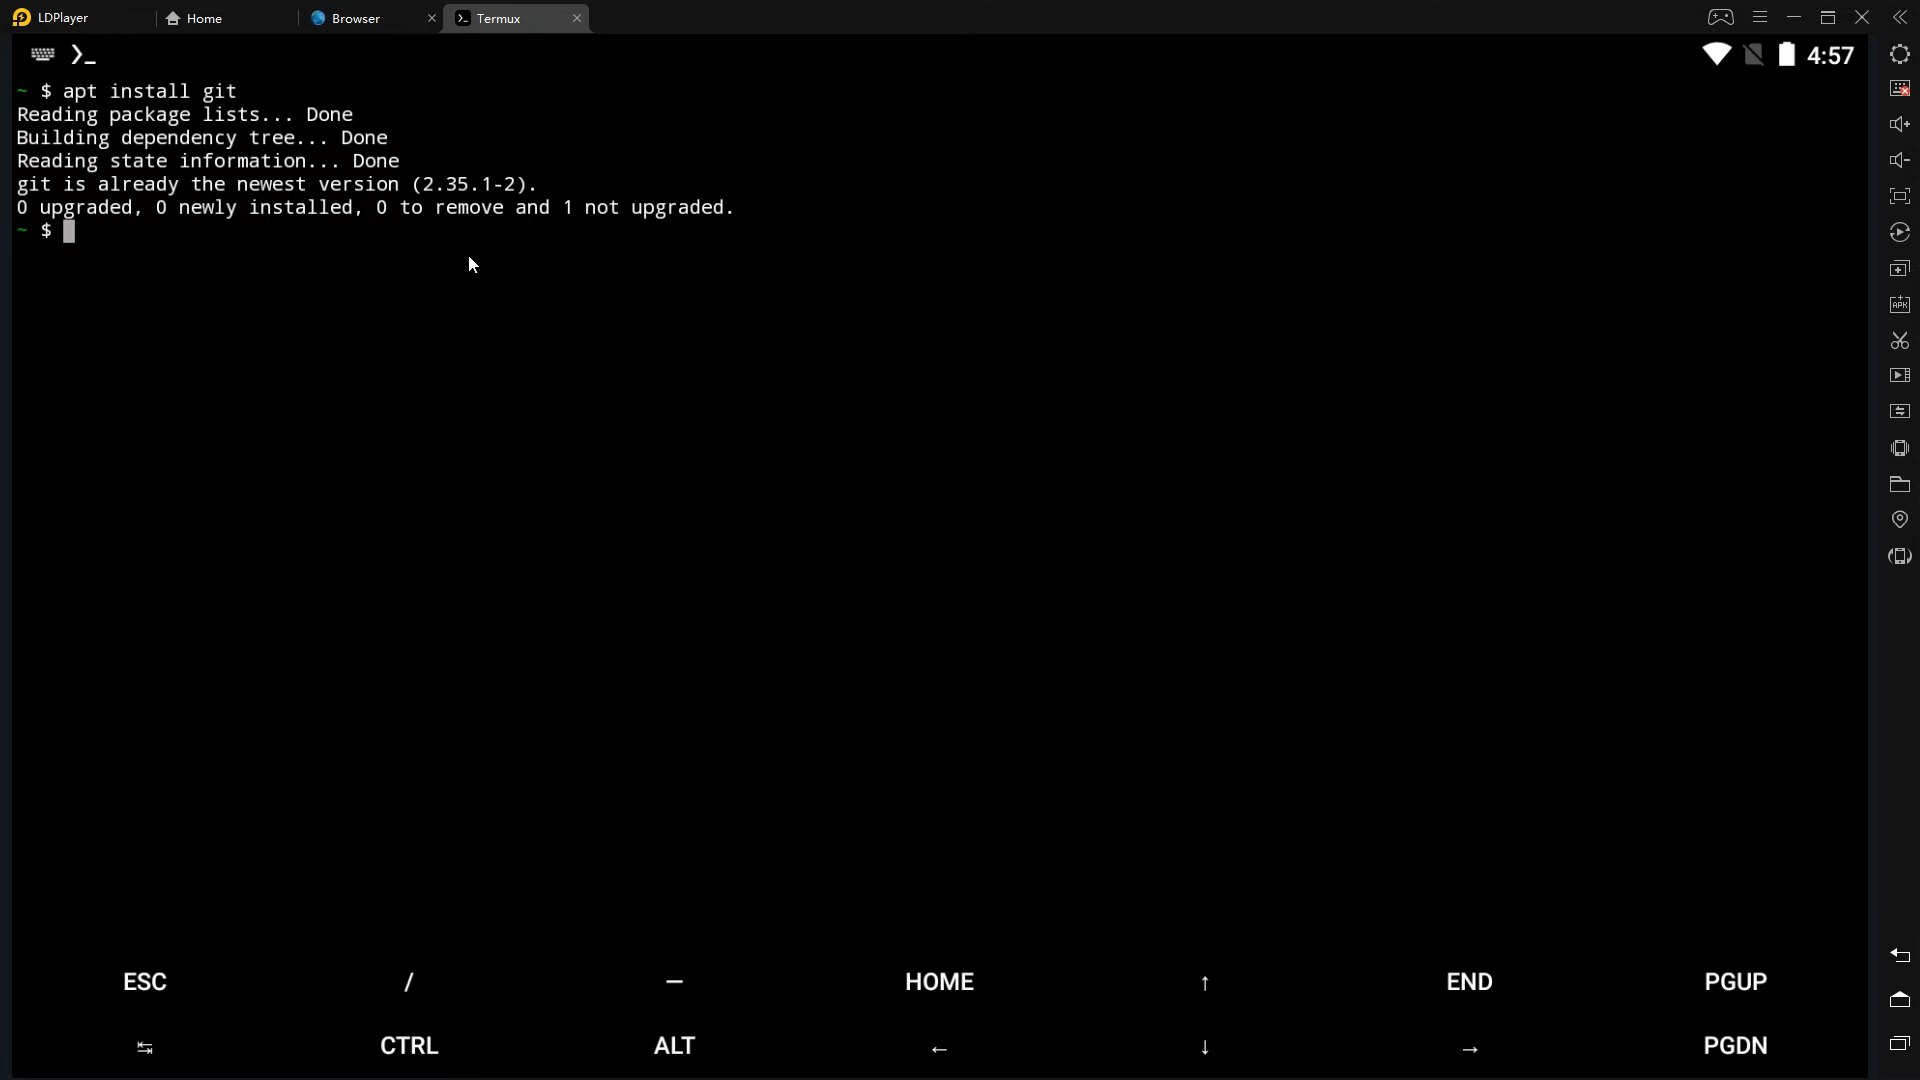 LDPlayer Home Browser Termux
4:57
~ $ apt install git
Reading package lists... Done
Building dependency tree... Done
Reading state information... Done
git is already the newest version (2.35.1-2).
0 upgraded, 0 newly installed, 0 to remove and 1 not upgraded.
~ $
APK
ESC / — HOME ↑ END PGUP
↹ CTRL ALT ← ↓ → PGDN